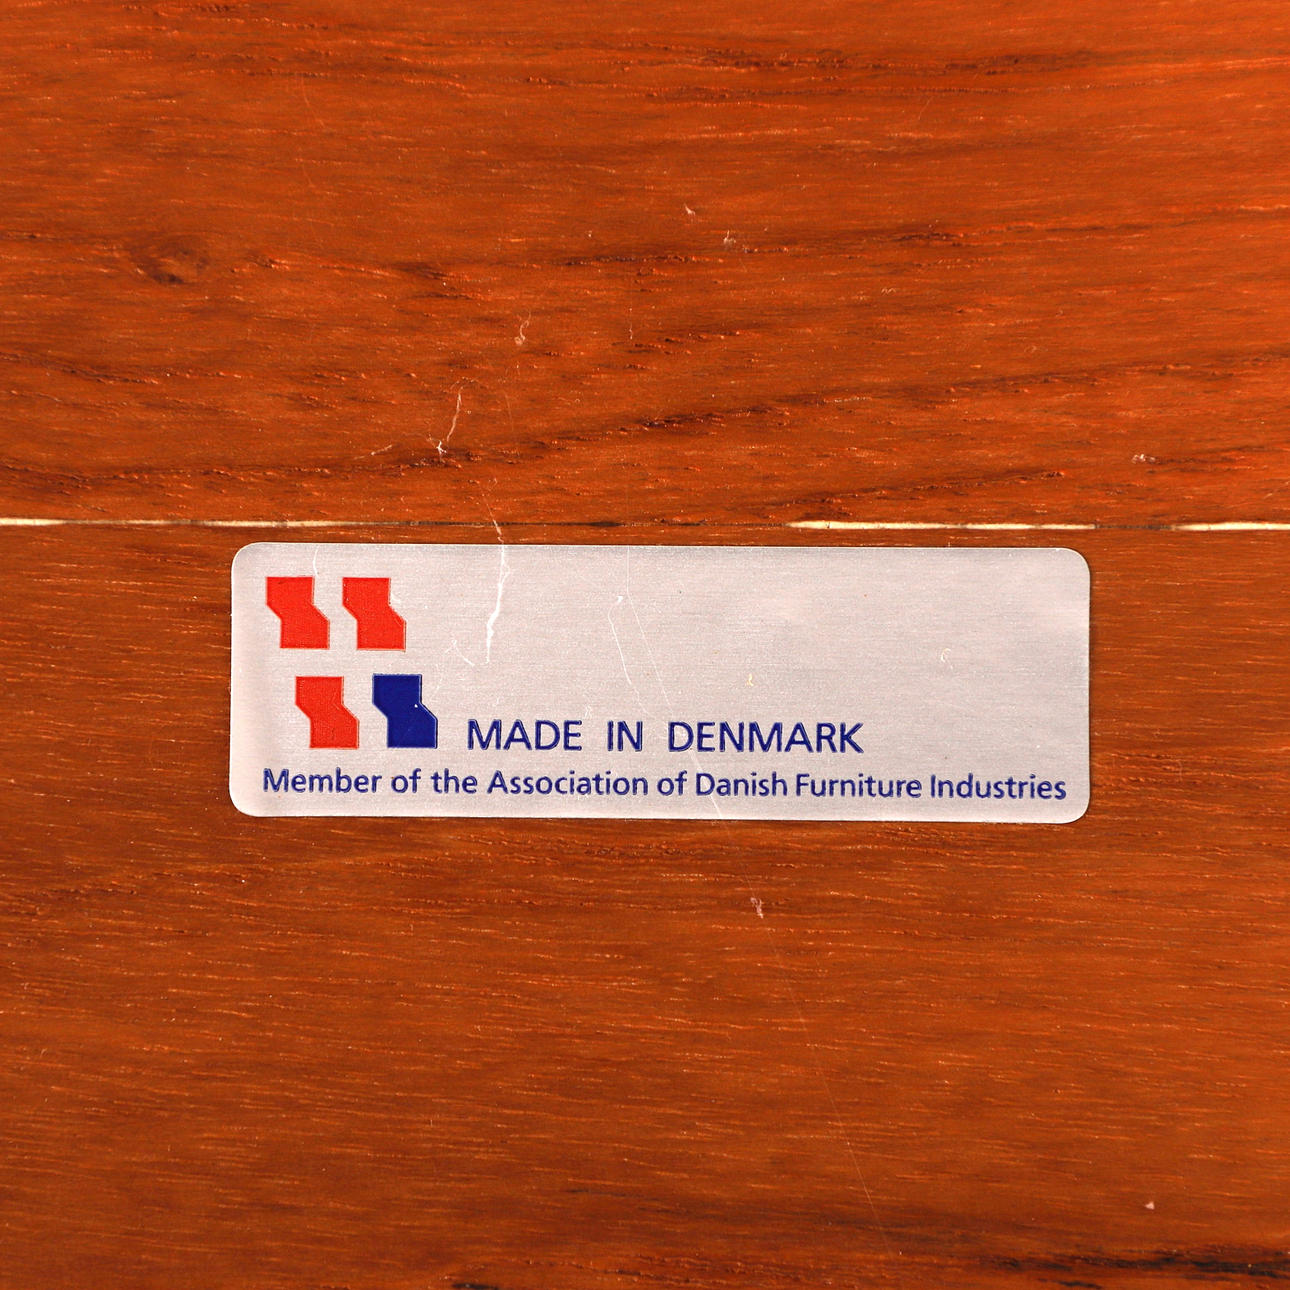 MADE IN DENMARK
Member of the Association of Danish Furniture Industries